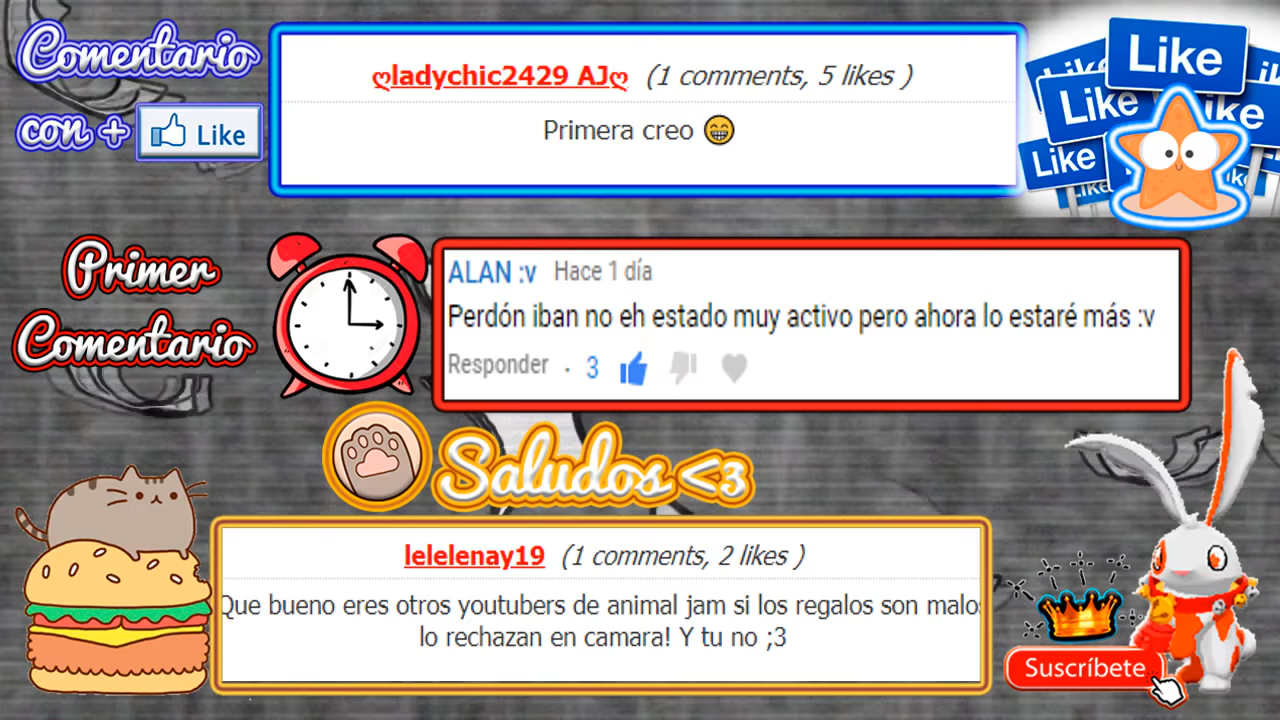 Comentario
con + Like
ღladychic2429 AJღ (1 comments, 5 likes )
Primera creo
Like
Like
Like
Like
Like
Primer
Comentario
ALAN :v Hace 1 día
Perdón iban no eh estado muy activo pero ahora lo estaré más :v
Responder . 3
Saludos <3
lelelenay19 (1 comments, 2 likes )
Que bueno eres otros youtubers de animal jam si los regalos son malos
lo rechazan en camara! Y tu no ;3
Suscríbete